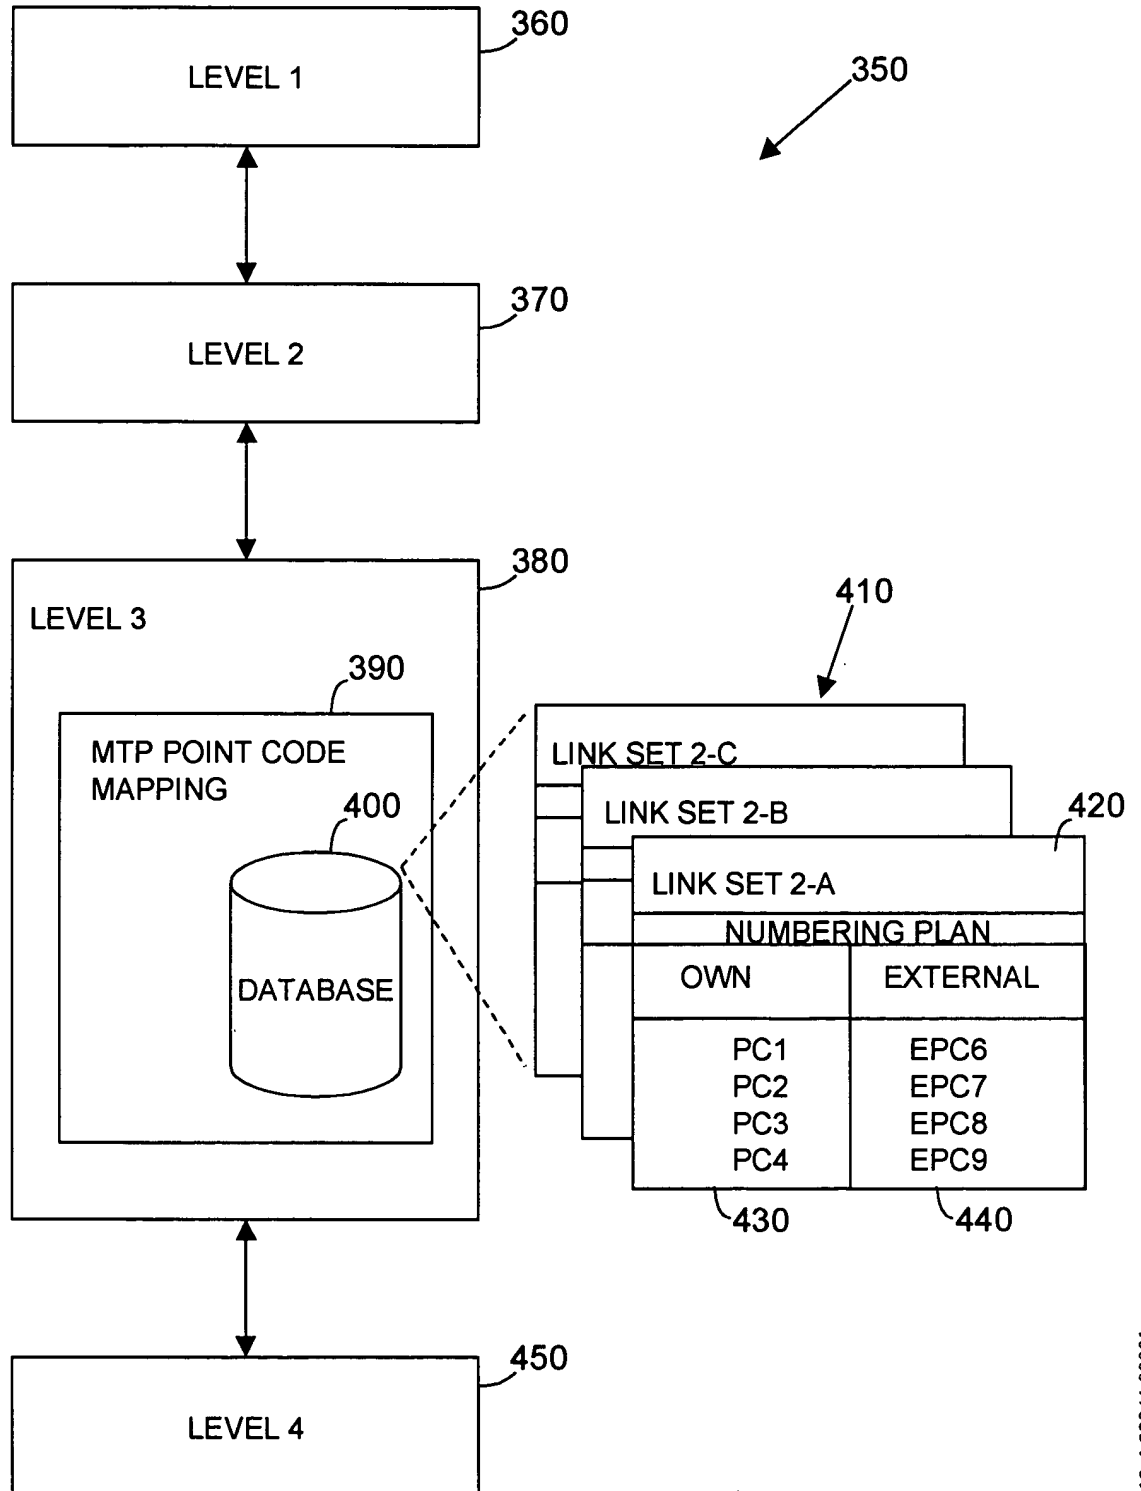 360
LEVEL 1
350
370
LEVEL 2
380
LEVEL 3
410
390
MTP POINT CODE
MAPPING
400
DATABASE
LINK SET 2-C
LINK SET 2-B
420
LINK SET 2-A
NUMBERING PLAN
OWN EXTERNAL
PC1 EPC6
PC2 EPC7
PC3 EPC8
PC4 EPC9
430 440
450
LEVEL 4